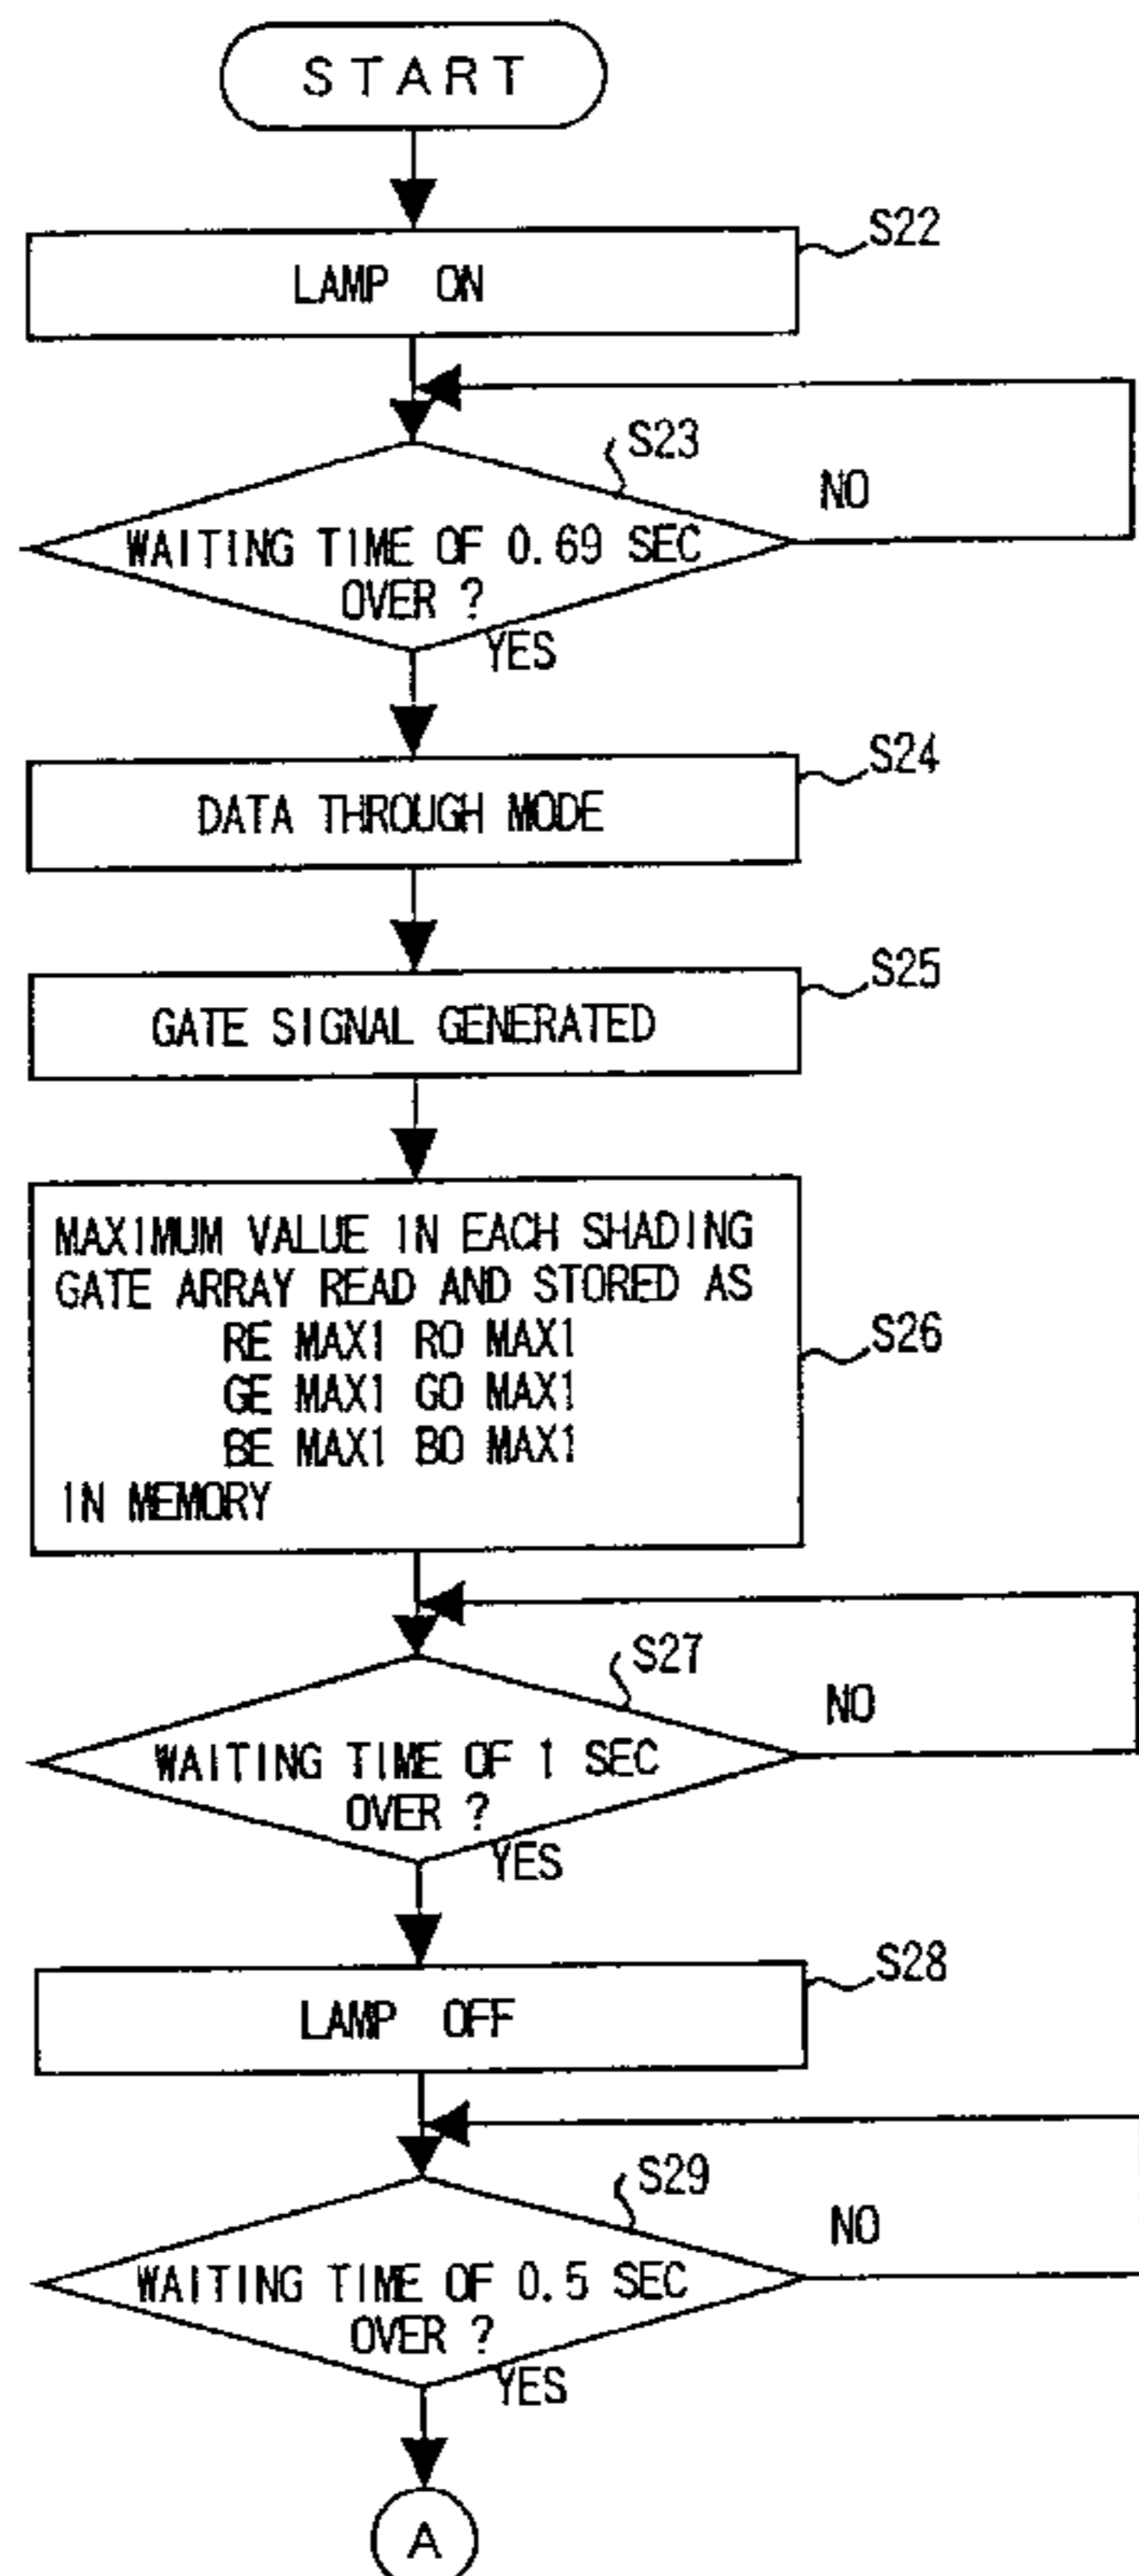 START
S22
LAMP ON
S23
NO
WAITING TIME OF 0.69 SEC
OVER ?
YES
S24
DATA THROUGH MODE
S25
GATE SIGNAL GENERATED
MAXIMUM VALUE IN EACH SHADING
GATE ARRAY READ AND STORED AS
RE MAX1 RO MAX1
S26
GE MAX1 GO MAX1
BE MAX1 BO MAX1
IN MEMORY
S27
NO
WAITING TIME OF 1 SEC
OVER ?
YES
S28
LAMP OFF
S29
NO
WAITING TIME OF 0.5 SEC
OVER ?
YES
A